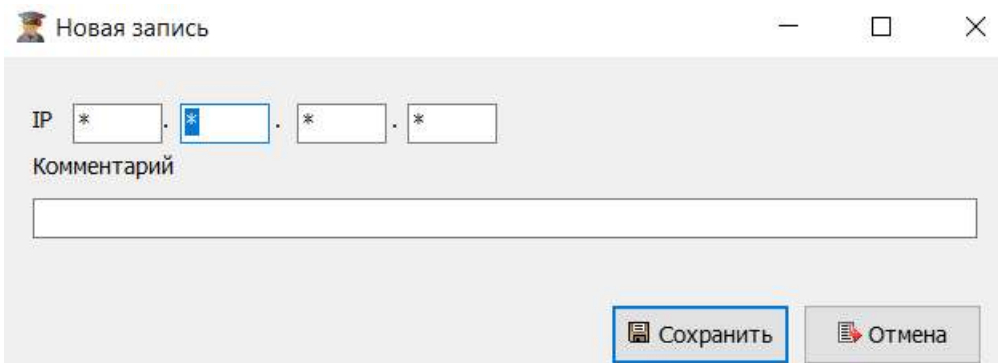 Новая запись
IP * . * . * . *
Комментарий
Сохранить Отмена